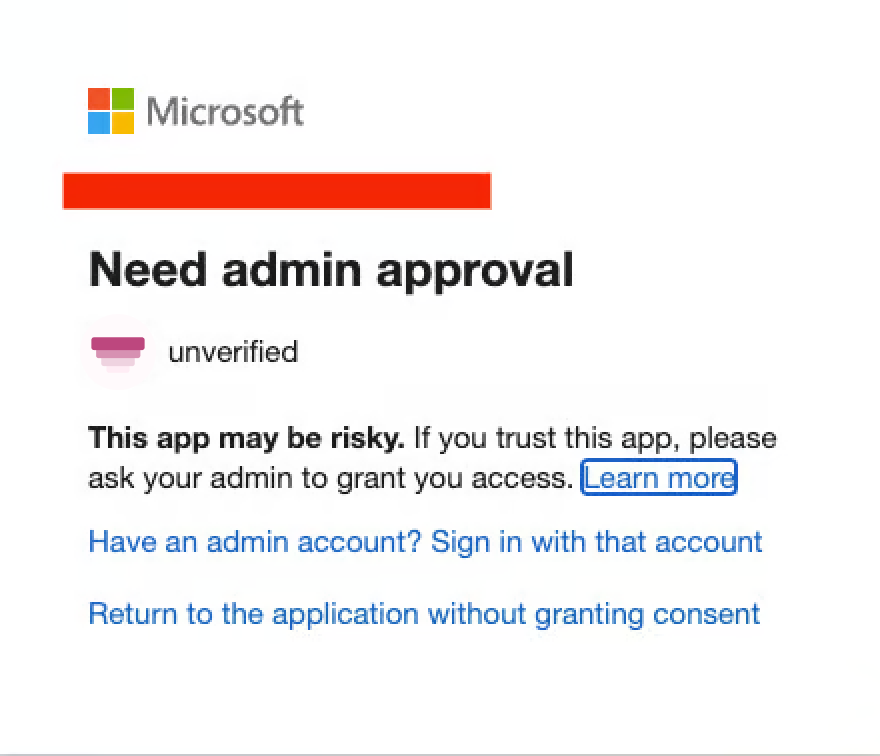 Microsoft
Need admin approval
unverified
This app may be risky. If you trust this app, please
ask your admin to grant you access. Learn more
Have an admin account? Sign in with that account
Return to the application without granting consent